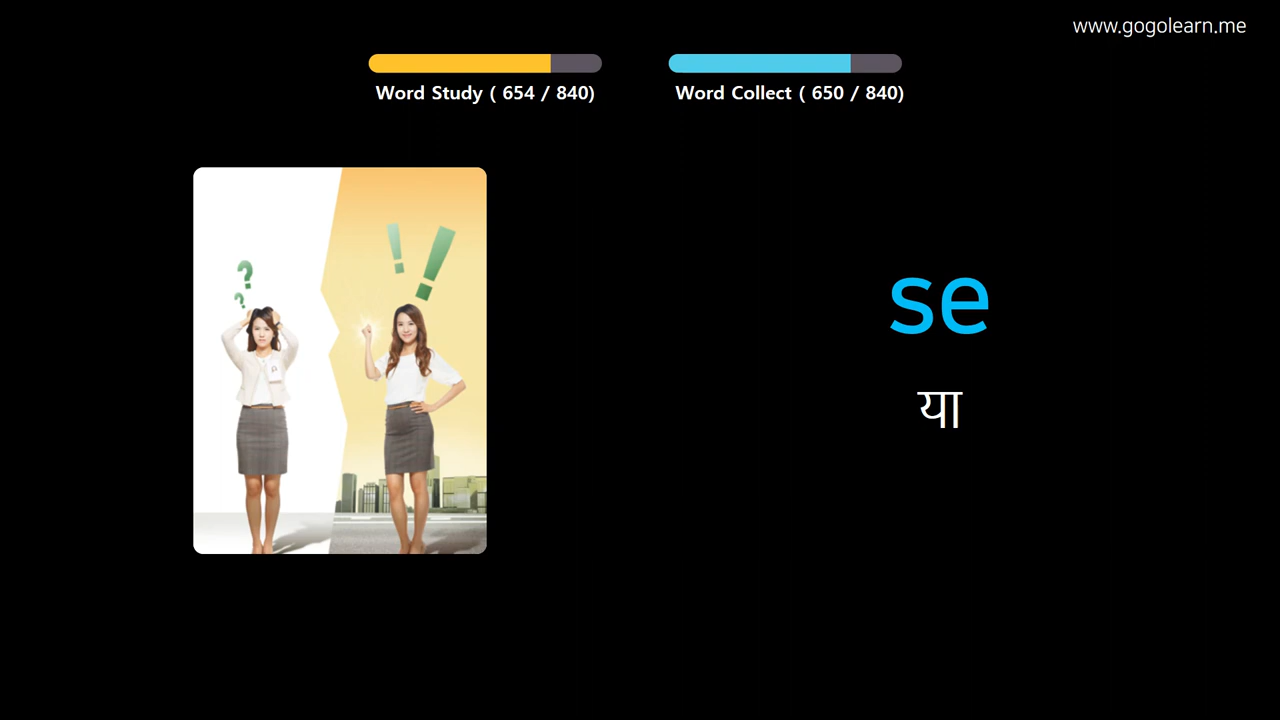 www.gogolearn.me
Word Study ( 654 / 840)
Word Collect ( 650 / 840)
? ?
! !
se
या